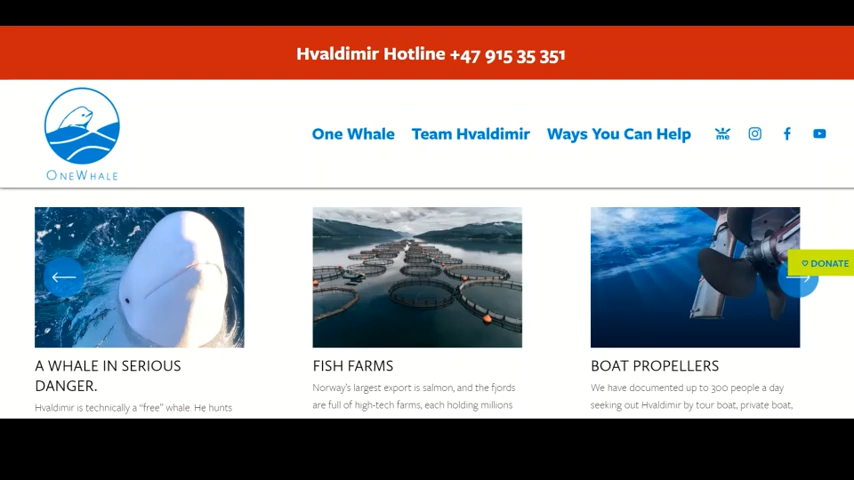 Hvaldimir Hotline +47 915 35 351
One Whale
Team Hvaldimir
Ways You Can Help
me
ONEWHALE
DONATE
A WHALE IN SERIOUS
DANGER.
Hvaldimir is technically a “free” whale. He hunts
FISH FARMS
Norway's largest export is salmon, and the fjords
are full of high-tech farms, each holding millions
BOAT PROPELLERS
We have documented up to 300 people a day
seeking out Hvaldimir by tour boat, private boat,